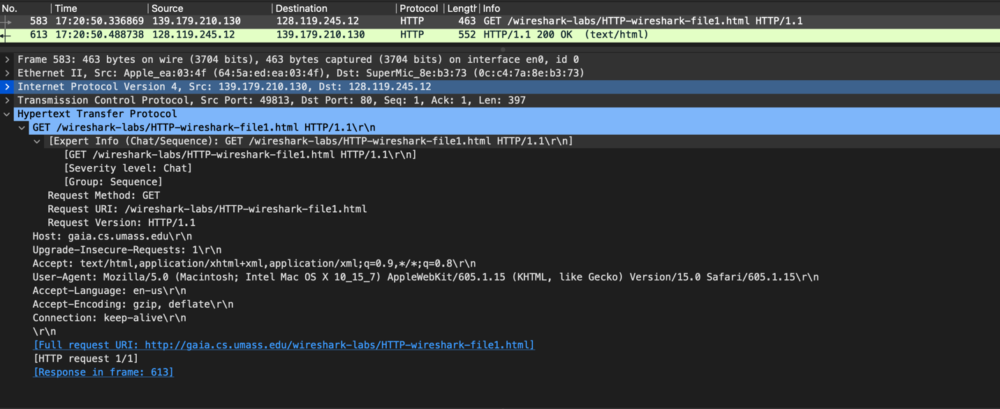 No. Time Source Destination Protocol Length Info
583 17:20:50.336869 139.179.210.130 128.119.245.12 HTTP 463 GET /wireshark-labs/HTTP-wireshark-file1.html HTTP/1.1
613 17:20:50.488738 128.119.245.12 139.179.210.130 HTTP 552 HTTP/1.1 200 OK (text/html)
Frame 583: 463 bytes on wire (3704 bits), 463 bytes captured (3704 bits) on interface en0, id 0
Ethernet II, Src: Apple_ea:03:4f (64:5a:ed:ea:03:4f), Dst: SuperMic_8e:b3:73 (0c:c4:7a:8e:b3:73)
Internet Protocol Version 4, Src: 139.179.210.130, Dst: 128.119.245.12
Transmission Control Protocol, Src Port: 49813, Dst Port: 80, Seq: 1, Ack: 1, Len: 397
Hypertext Transfer Protocol
GET /wireshark-labs/HTTP-wireshark-file1.html HTTP/1.1\r\n
[Expert Info (Chat/Sequence): GET /wireshark-labs/HTTP-wireshark-file1.html HTTP/1.1\r\n]
[GET /wireshark-labs/HTTP-wireshark-file1.html HTTP/1.1\r\n]
[Severity level: Chat]
[Group: Sequence]
Request Method: GET
Request URI: /wireshark-labs/HTTP-wireshark-file1.html
Request Version: HTTP/1.1
Host: gaia.cs.umass.edu\r\n
Upgrade-Insecure-Requests: 1\r\n
Accept: text/html,application/xhtml+xml,application/xml;q=0.9,*/*;q=0.8\r\n
User-Agent: Mozilla/5.0 (Macintosh; Intel Mac OS X 10_15_7) AppleWebKit/605.1.15 (KHTML, like Gecko) Version/15.0 Safari/605.1.15\r\n
Accept-Language: en-us\r\n
Accept-Encoding: gzip, deflate\r\n
Connection: keep-alive\r\n
\r\n
[Full request URI: http://gaia.cs.umass.edu/wireshark-labs/HTTP-wireshark-file1.html]
[HTTP request 1/1]
[Response in frame: 613]